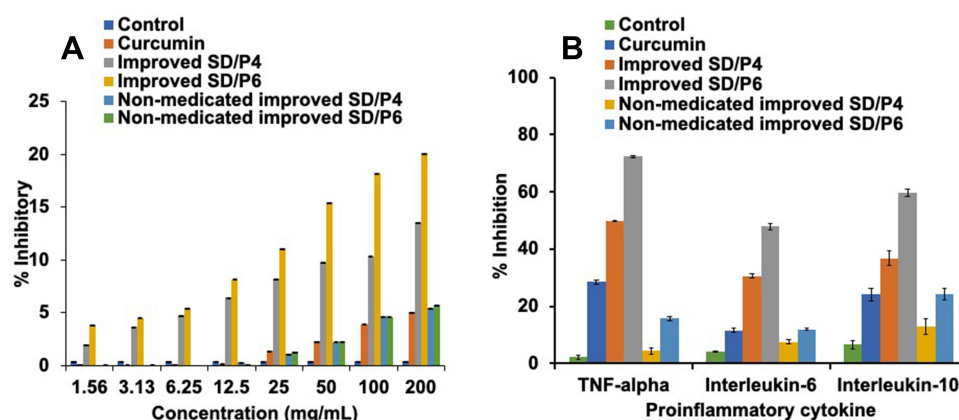 A
Control
Curcumin
Improved SD/P4
Improved SD/P6
Non-medicated improved SD/P4
Non-medicated improved SD/P6
25
20
15
10
5
0
% Inhibitory
1.56 3.13 6.25 12.5 25 50 100 200
Concentration (mg/mL)
B
Control
Curcumin
Improved SD/P4
Improved SD/P6
Non-medicated improved SD/P4
Non-medicated improved SD/P6
100
80
60
40
20
0
% Inhibition
TNF-alpha Interleukin-6 Interleukin-10
Proinflammatory cytokine